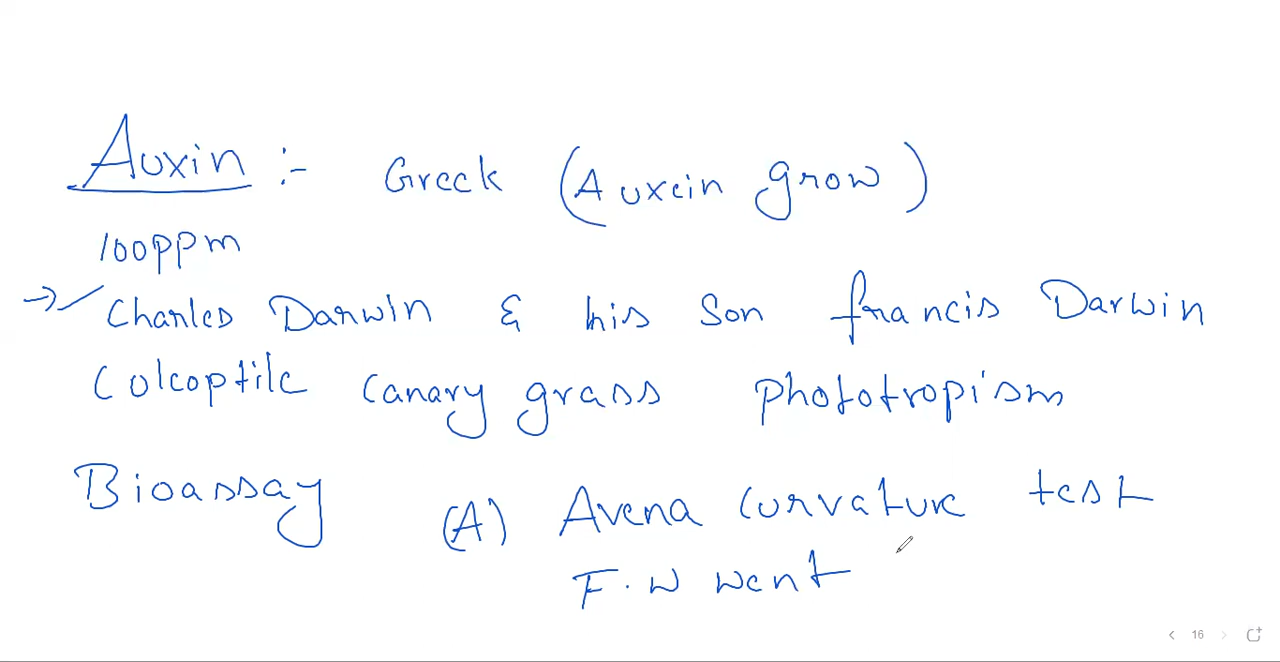 Auxin :- Greek (Auxein grow)
100ppm
→ Charles Darwin & his Son francis Darwin
Coleoptile canary grass phototropism
Bioassay (A) Avena curvature test
F.W went
16